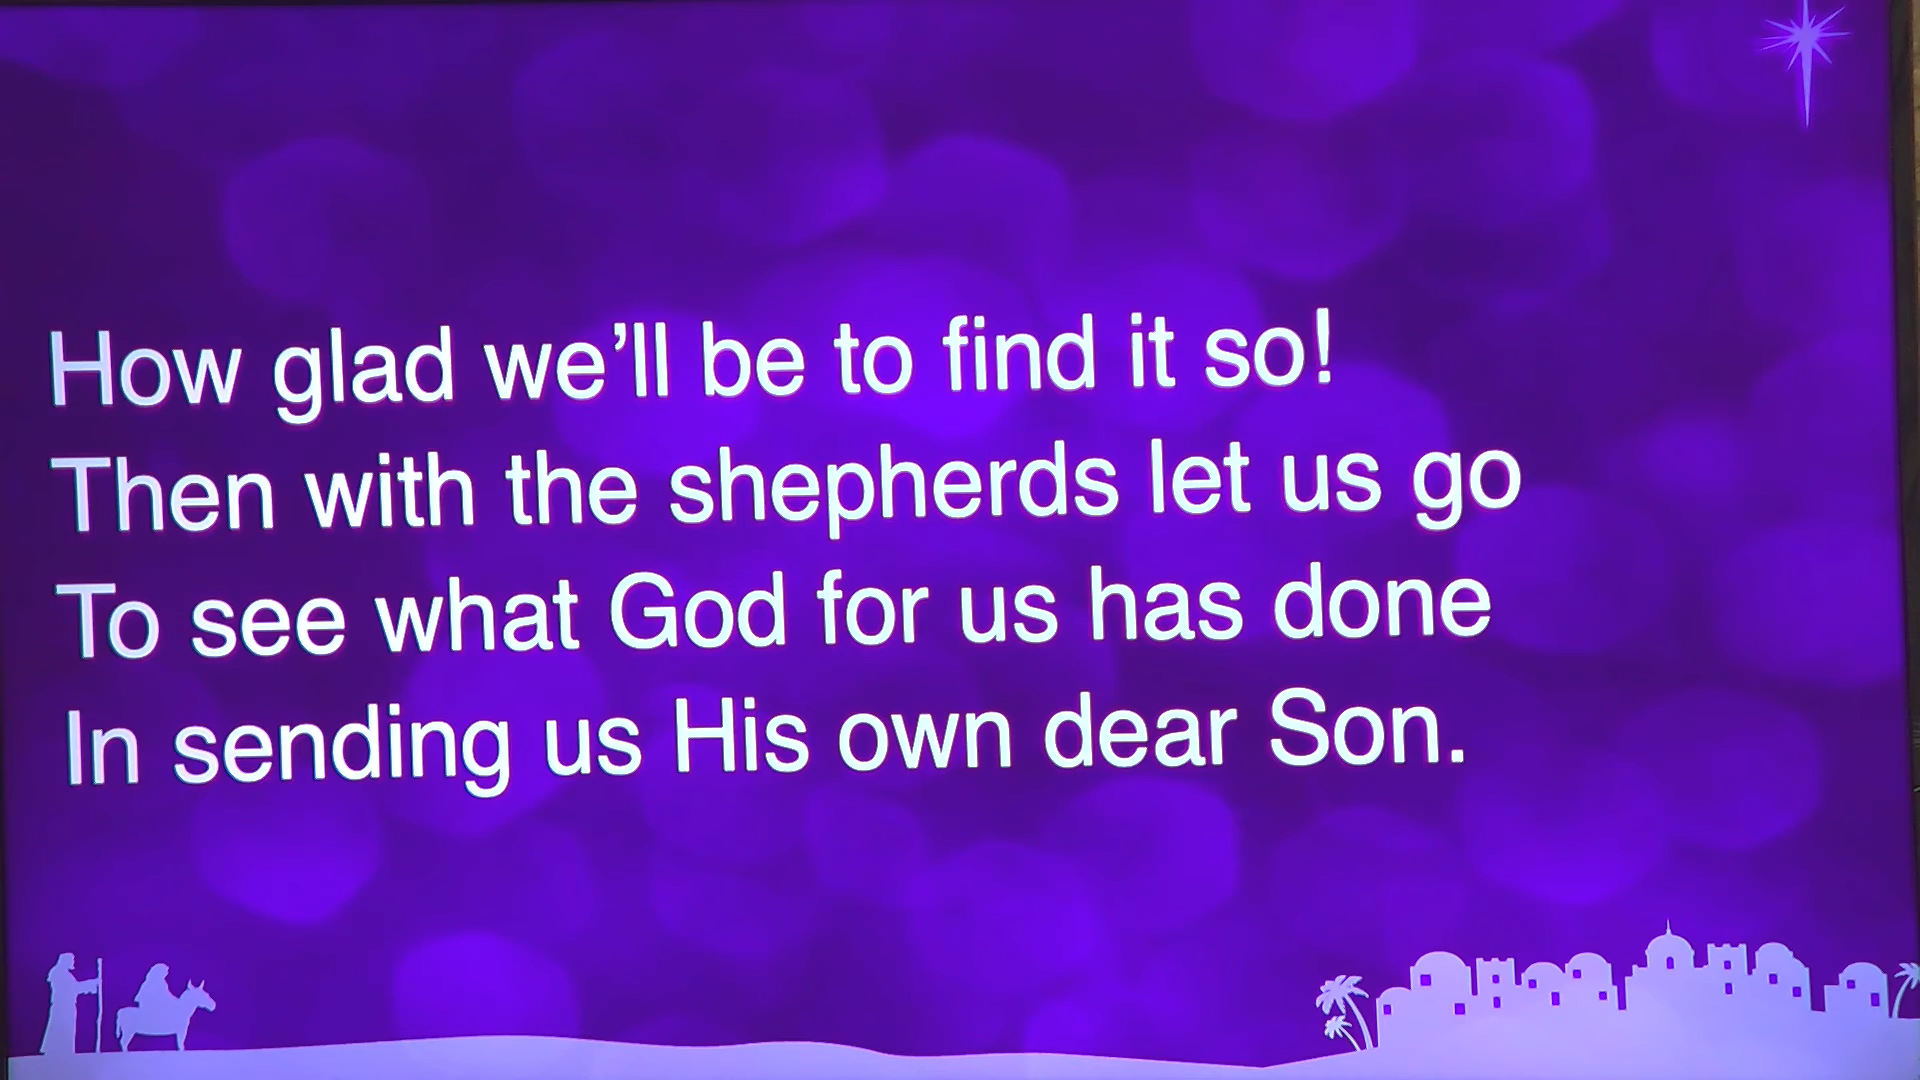 How glad we’ll be to find it so!
Then with the shepherds let us go
To see what God for us has done
In sending us His own dear Son.